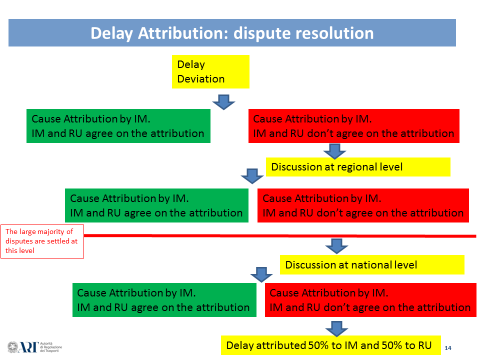 Delay Attribution: dispute resolution
Delay
Deviation
Cause Attribution by IM.
IM and RU agree on the attribution
Cause Attribution by IM.
IM and RU don't agree on the attribution
Discussion at regional level
Cause Attribution by IM.
IM and RU agree on the attribution
Cause Attribution by IM.
IM and RU don't agree on the attribution
The large majority of
disputes are settled at
this level
Discussion at national level
Cause Attribution by IM.
IM and RU agree on the attribution
Cause Attribution by IM.
IM and RU don't agree on the attribution
Delay attributed 50% to IM and 50% to RU
ART
Autorità
di Regolazione
dei Trasporti
14